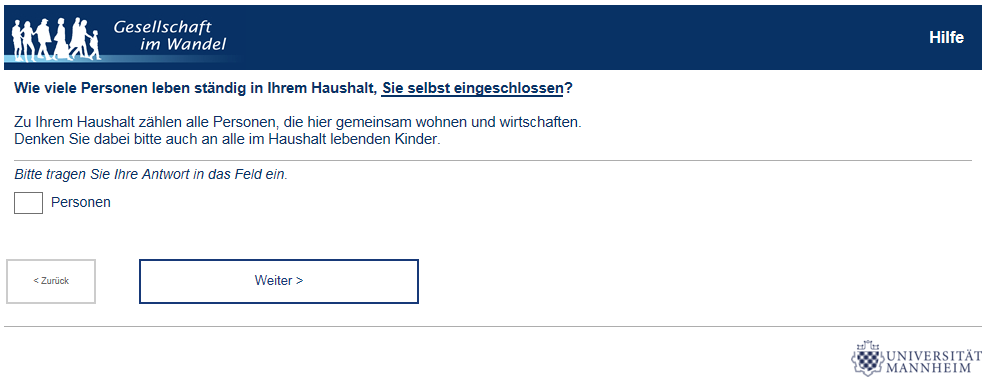 Gesellschaft
im Wandel
Hilfe
Wie viele Personen leben ständig in Ihrem Haushalt, Sie selbst eingeschlossen?
Zu Ihrem Haushalt zählen alle Personen, die hier gemeinsam wohnen und wirtschaften.
Denken Sie dabei bitte auch an alle im Haushalt lebenden Kinder.
Bitte tragen Sie Ihre Antwort in das Feld ein.
Personen
< Zurück
Weiter >
UNIVERSITÄT
MANNHEIM